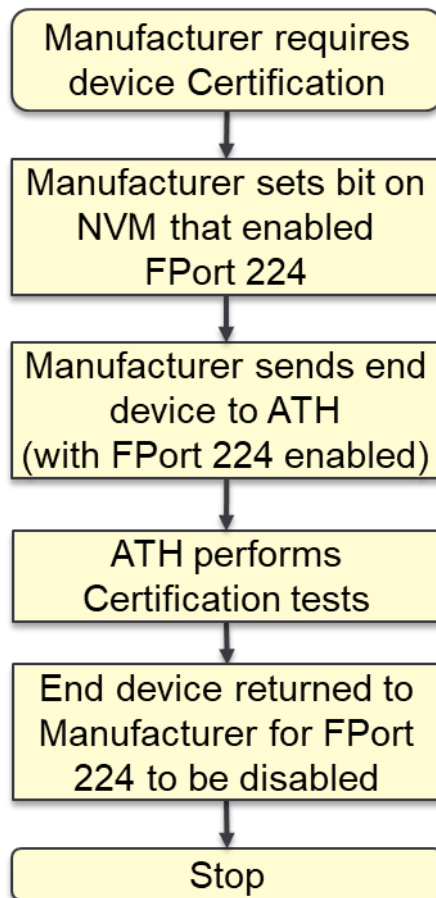 Manufacturer requires
device Certification
Manufacturer sets bit on
NVM that enabled
FPort 224
Manufacturer sends end
device to ATH
(with FPort 224 enabled)
ATH performs
Certification tests
End device returned to
Manufacturer for FPort
224 to be disabled
Stop